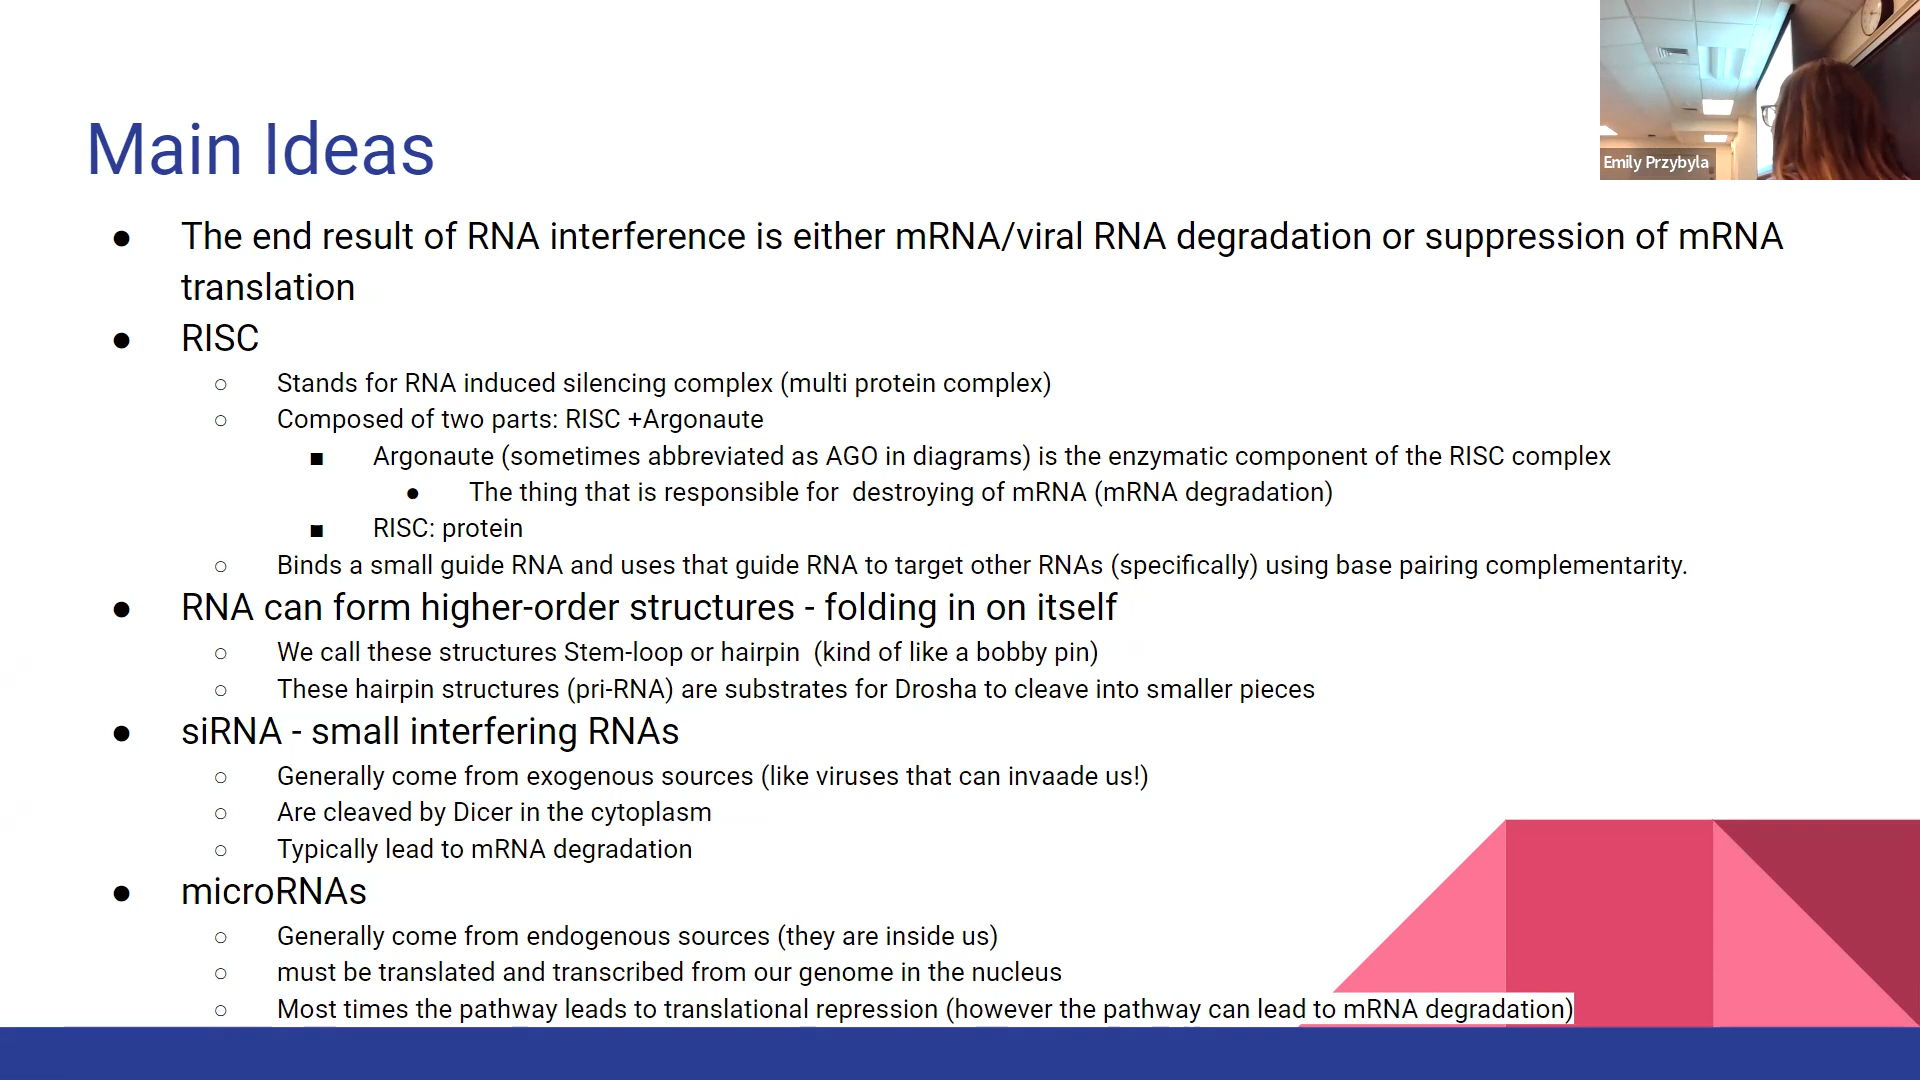 Emily Przybyla
Main Ideas
● The end result of RNA interference is either mRNA/viral RNA degradation or suppression of mRNA
translation
● RISC
○ Stands for RNA induced silencing complex (multi protein complex)
○ Composed of two parts: RISC +Argonaute
■ Argonaute (sometimes abbreviated as AGO in diagrams) is the enzymatic component of the RISC complex
● The thing that is responsible for  destroying of mRNA (mRNA degradation)
■ RISC: protein
○ Binds a small guide RNA and uses that guide RNA to target other RNAs (specifically) using base pairing complementarity.
● RNA can form higher-order structures - folding in on itself
○ We call these structures Stem-loop or hairpin  (kind of like a bobby pin)
○ These hairpin structures (pri-RNA) are substrates for Drosha to cleave into smaller pieces
● siRNA - small interfering RNAs
○ Generally come from exogenous sources (like viruses that can invaade us!)
○ Are cleaved by Dicer in the cytoplasm
○ Typically lead to mRNA degradation
● microRNAs
○ Generally come from endogenous sources (they are inside us)
○ must be translated and transcribed from our genome in the nucleus
○ Most times the pathway leads to translational repression (however the pathway can lead to mRNA degradation)